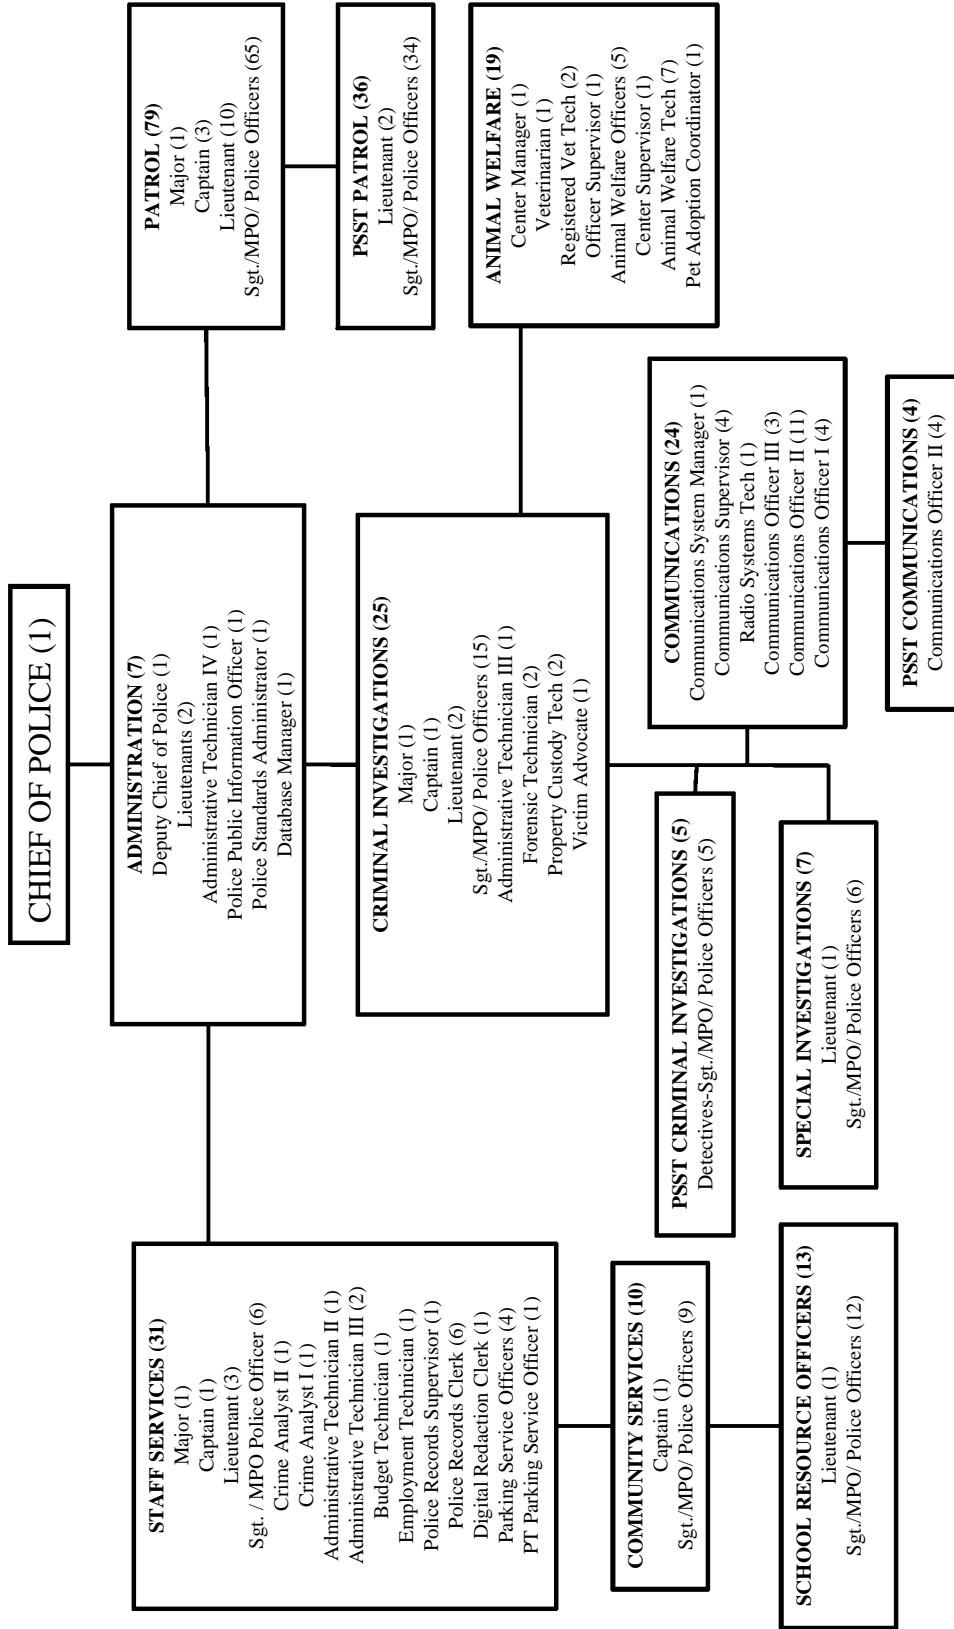 CHIEF OF POLICE (1)
ADMINISTRATION (7)
Deputy Chief of Police (1)
Lieutenants (2)
Administrative Technician IV (1)
Police Public Information Officer (1)
Police Standards Administrator (1)
Database Manager (1)
STAFF SERVICES (31)
Major (1)
Captain (1)
Lieutenant (3)
Sgt. / MPO Police Officer (6)
Crime Analyst II (1)
Crime Analyst I (1)
Administrative Technician II (1)
Administrative Technician III (2)
Budget Technician (1)
Employment Technician (1)
Police Records Supervisor (1)
Police Records Clerk (6)
Digital Redaction Clerk (1)
Parking Service Officers (4)
PT Parking Service Officer (1)
COMMUNITY SERVICES (10)
Captain (1)
Sgt./MPO/ Police Officers (9)
SCHOOL RESOURCE OFFICERS (13)
Lieutenant (1)
Sgt./MPO/ Police Officers (12)
CRIMINAL INVESTIGATIONS (25)
Major (1)
Captain (1)
Lieutenant (2)
Sgt./MPO/ Police Officers (15)
Administrative Technician III (1)
Forensic Technician (2)
Property Custody Tech (2)
Victim Advocate (1)
PSST CRIMINAL INVESTIGATIONS (5)
Detectives-Sgt./MPO/ Police Officers (5)
SPECIAL INVESTIGATIONS (7)
Lieutenant (1)
Sgt./MPO/ Police Officers (6)
COMMUNICATIONS (24)
Communications System Manager (1)
Communications Supervisor (4)
Radio Systems Tech (1)
Communications Officer III (3)
Communications Officer II (11)
Communications Officer I (4)
PSST COMMUNICATIONS (4)
Communications Officer II (4)
PATROL (79)
Major (1)
Captain (3)
Lieutenant (10)
Sgt./MPO/ Police Officers (65)
PSST PATROL (36)
Lieutenant (2)
Sgt./MPO/ Police Officers (34)
ANIMAL WELFARE (19)
Center Manager (1)
Veterinarian (1)
Registered Vet Tech (2)
Officer Supervisor (1)
Animal Welfare Officers (5)
Center Supervisor (1)
Animal Welfare Tech (7)
Pet Adoption Coordinator (1)